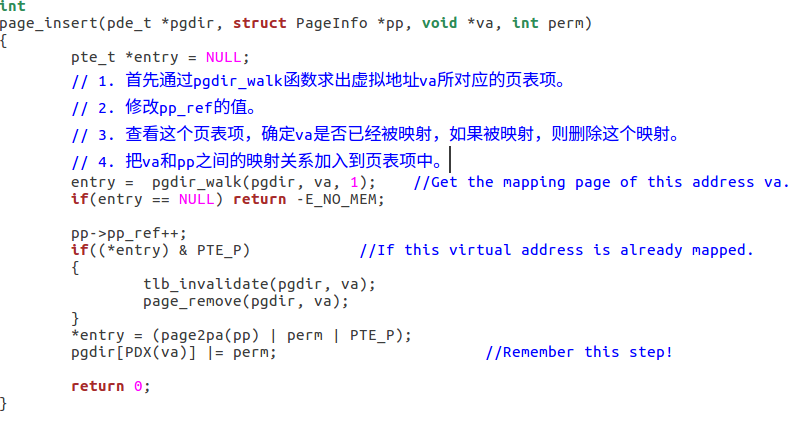 int
page_insert(pde_t *pgdir, struct PageInfo *pp, void *va, int perm)
{
        pte_t *entry = NULL;
        // 1. 首先通过pgdir_walk函数求出虚拟地址va所对应的页表项。
        // 2. 修改pp_ref的值。
        // 3. 查看这个页表项，确定va是否已经被映射，如果被映射，则删除这个映射。
        // 4. 把va和pp之间的映射关系加入到页表项中。
        entry =  pgdir_walk(pgdir, va, 1);    //Get the mapping page of this address va.
        if(entry == NULL) return -E_NO_MEM;
        pp->pp_ref++;
        if((*entry) & PTE_P)            //If this virtual address is already mapped.
        {
                tlb_invalidate(pgdir, va);
                page_remove(pgdir, va);
        }
        *entry = (page2pa(pp) | perm | PTE_P);
        pgdir[PDX(va)] |= perm;                       //Remember this step!
        return 0;
}